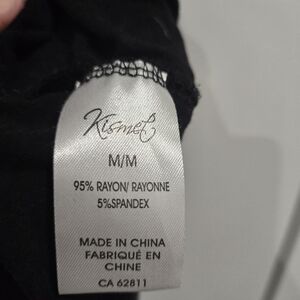 Kismet
M/M
95% RAYON/ RAYONNE
5%SPANDEX
MADE IN CHINA
FABRIQUÉ EN
CHINE
CA 62811